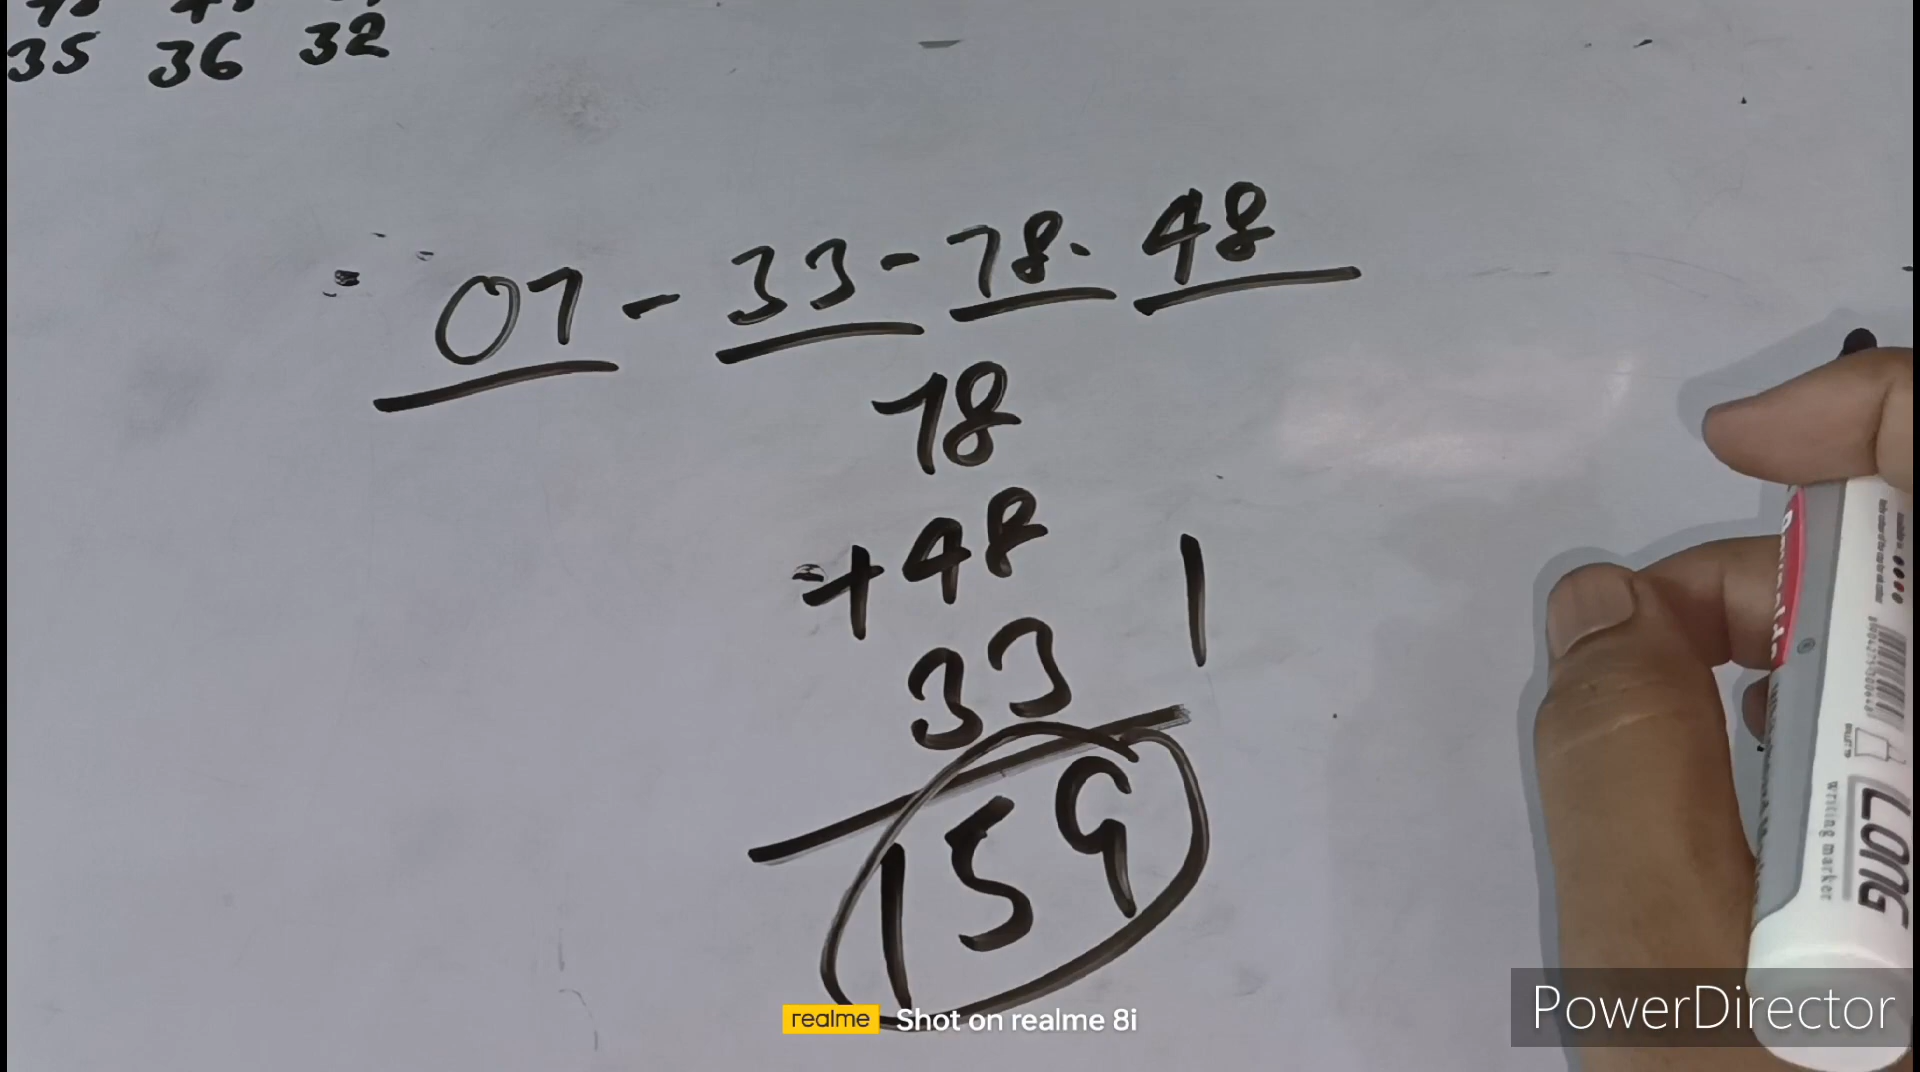 35 36 32
07 - 33 - 78 - 48
78
+ 48
33
159
LONG
writing marker
realme Shot on realme 8i
PowerDirector